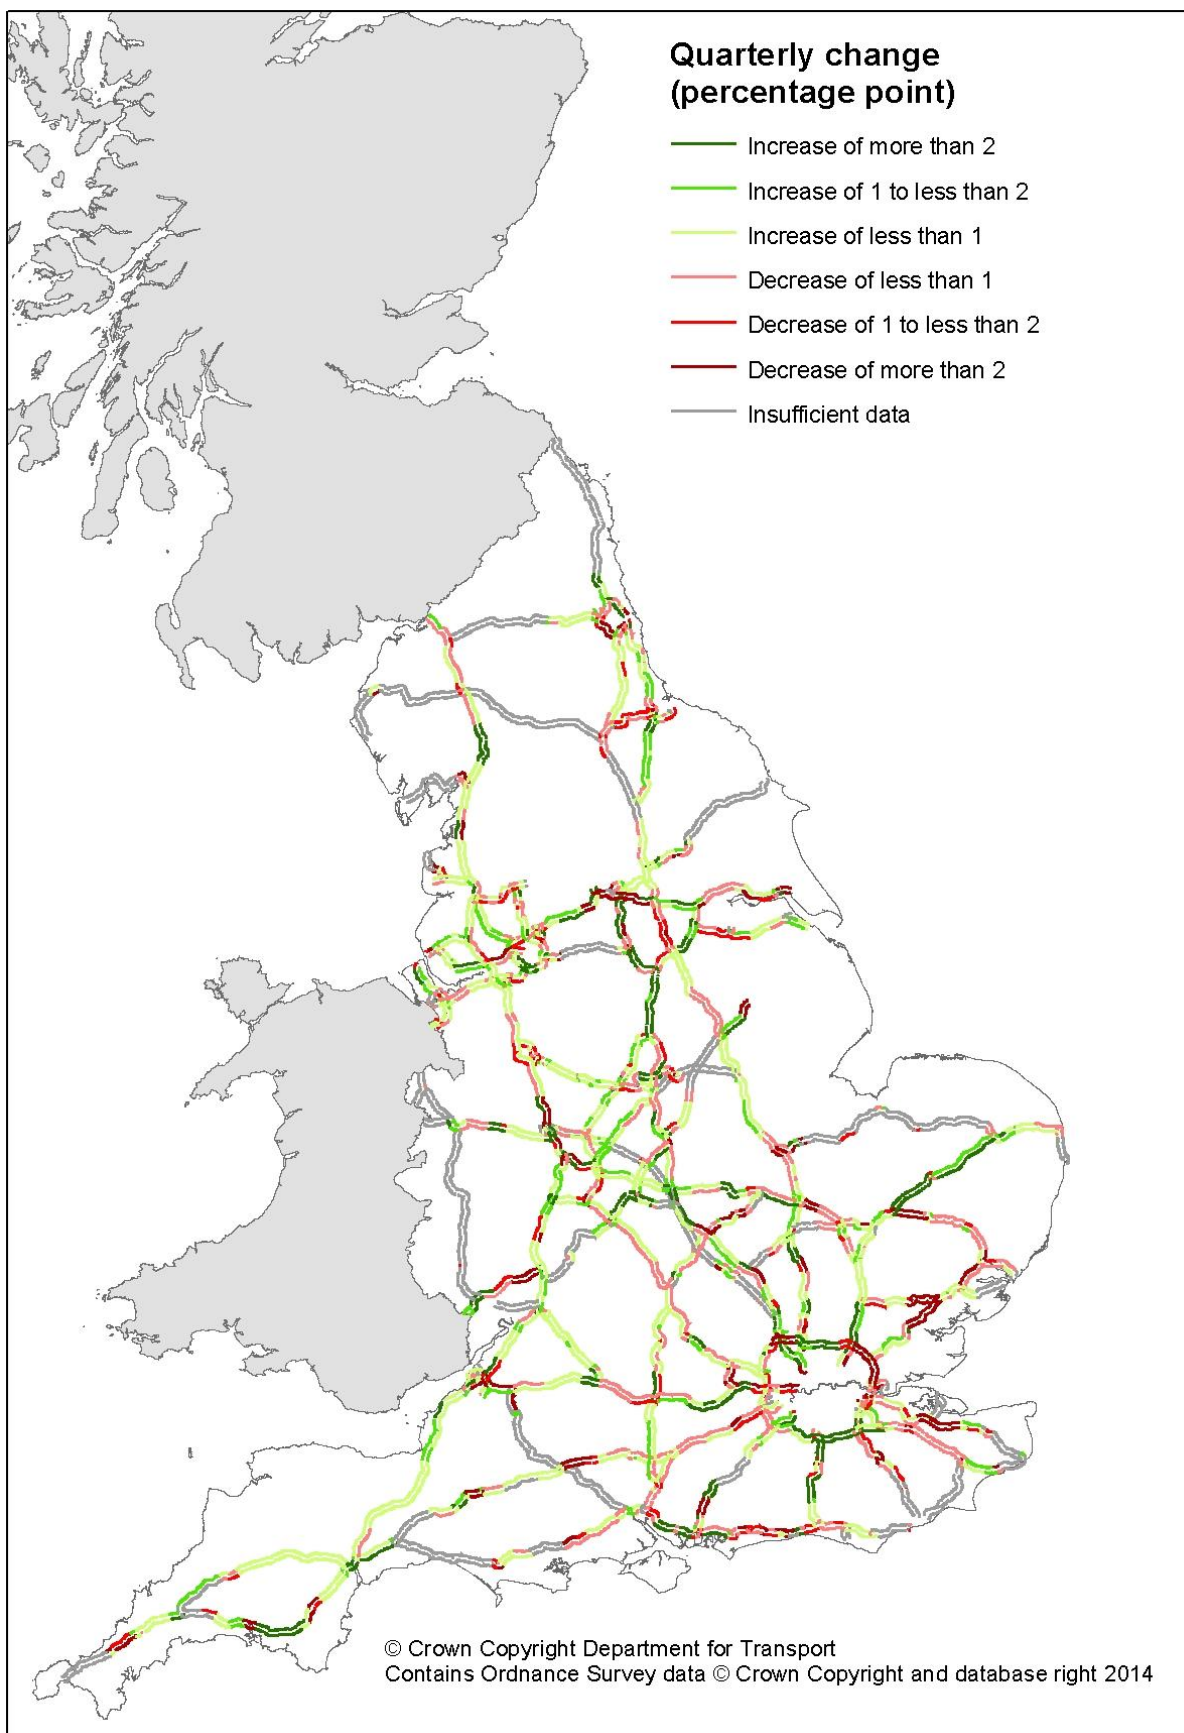 Quarterly change
(percentage point)
Increase of more than 2
Increase of 1 to less than 2
Increase of less than 1
Decrease of less than 1
Decrease of 1 to less than 2
Decrease of more than 2
Insufficient data
© Crown Copyright Department for Transport
Contains Ordnance Survey data © Crown Copyright and database right 2014